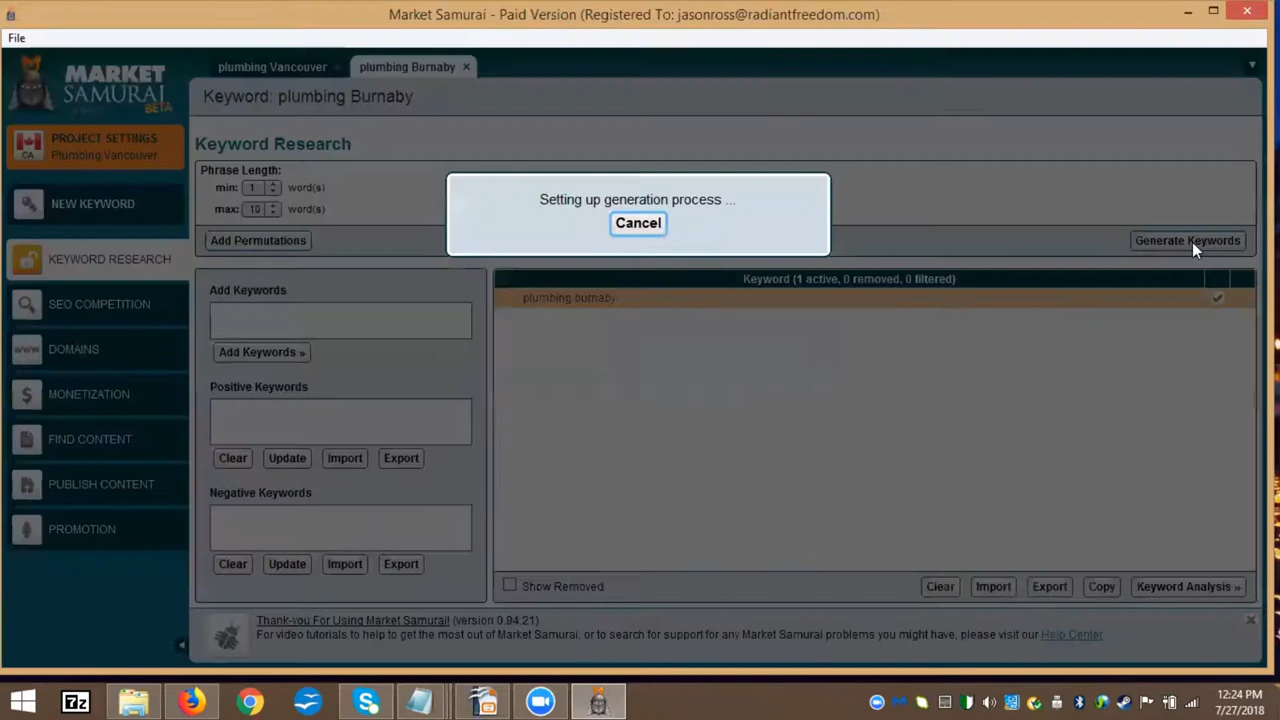 Market Samurai - Paid Version (Registered To: jasonross@radiantfreedom.com)
File
MARKET
SAMURAI
BETA
plumbing Vancouver
plumbing Burnaby
Keyword: plumbing Burnaby
CA
PROJECT SETTINGS
Plumbing Vancouver
NEW KEYWORD
KEYWORD RESEARCH
SEO COMPETITION
www
DOMAINS
$
MONETIZATION
FIND CONTENT
PUBLISH CONTENT
PROMOTION
Keyword Research
Phrase Length:
min: 1 word(s)
max: 10 word(s)
Add Permutations
Generate Keywords
Setting up generation process ...
Cancel
Add Keywords
Add Keywords »
Positive Keywords
Clear Update Import Export
Negative Keywords
Clear Update Import Export
Keyword (1 active, 0 removed, 0 filtered)
plumbing burnaby
Show Removed
Clear Import Export Copy Keyword Analysis »
Thank-you For Using Market Samurai! (version 0.94.21)
For video tutorials to help to get the most out of Market Samurai, or to search for support for any Market Samurai problems you might have, please visit our Help Center
7z
12:24 PM
7/27/2018